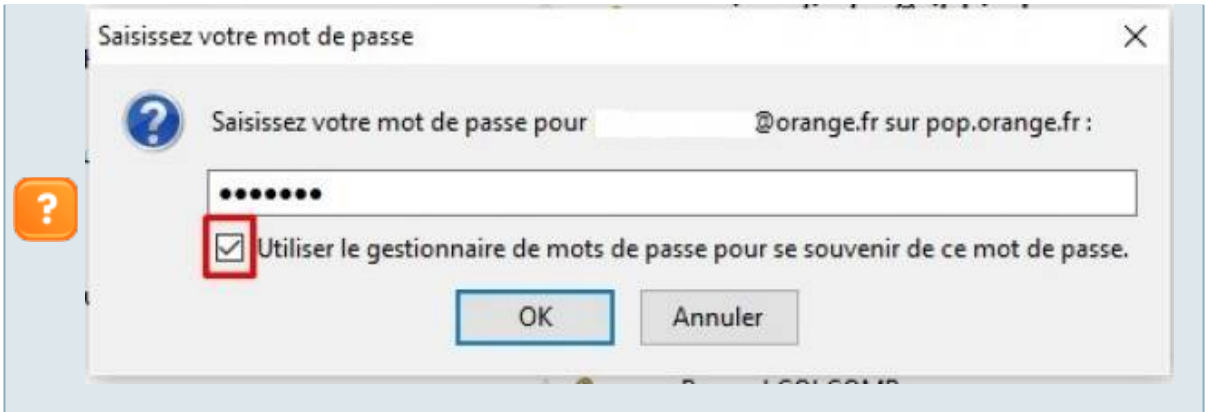 Saisissez votre mot de passe
Saisissez votre mot de passe pour @orange.fr sur pop.orange.fr :
•••••••
Utiliser le gestionnaire de mots de passe pour se souvenir de ce mot de passe.
OK
Annuler
?